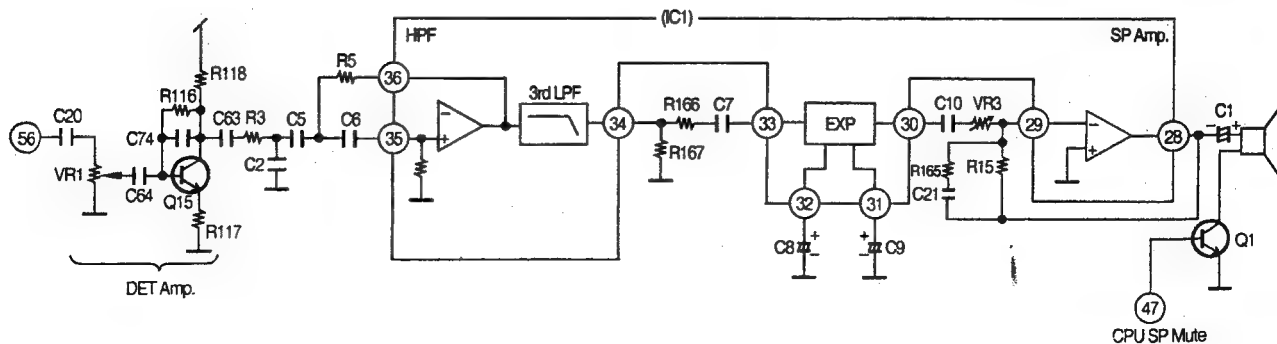 (IC1)
HPF
SP Amp.
R118
R5
36
R116
3rd LPF
C20
C63
R3
C5
C6
R166
C7
C10
VR3
C1
+
-
56
C74
35
-
+
34
33
EXP
30
29
-
+
28
VR1
C2
R167
R165
R15
C64
Q15
C21
32
31
R117
C8
+
-
+
-
C9
Q1
DET Amp.
47
CPU SP Mute